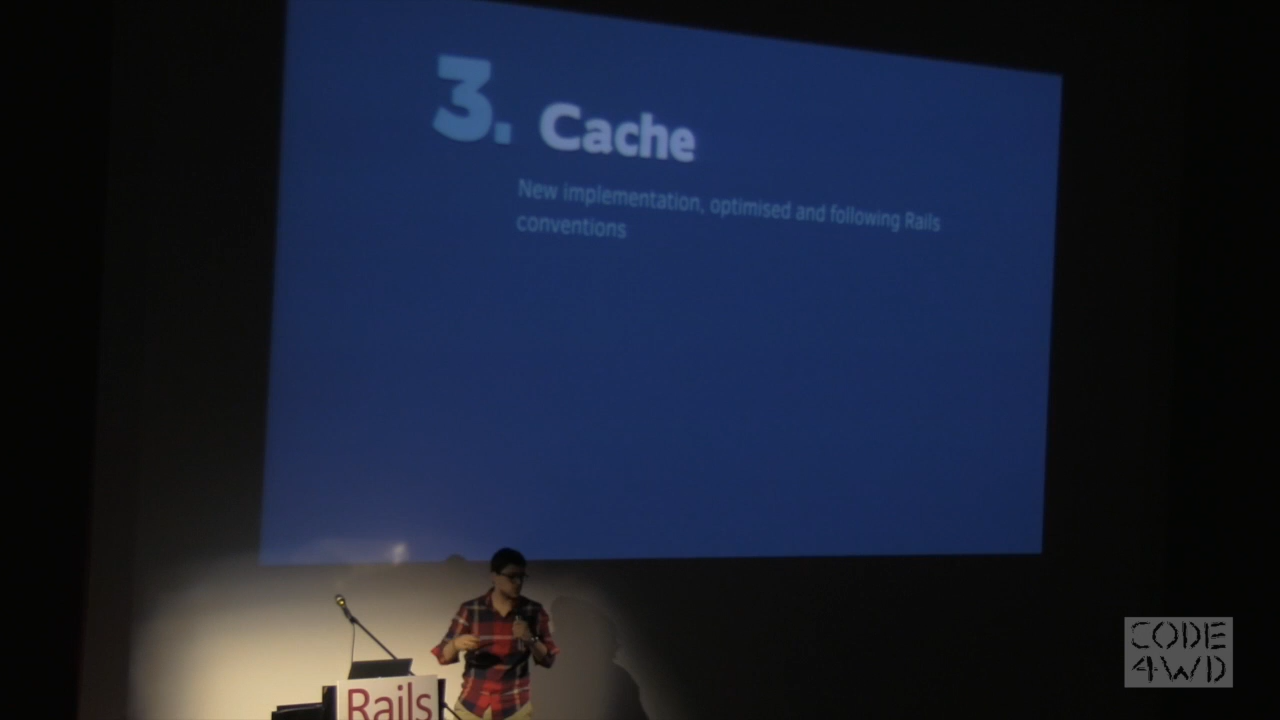 3. Cache
New implementation, optimised and following Rails
conventions
Rails
CODE
4WD